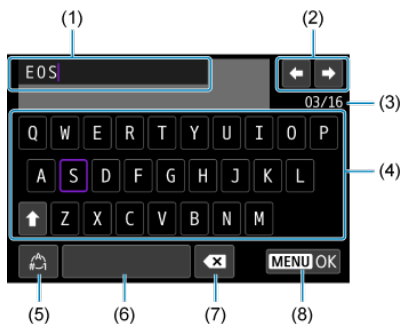 (1)
(2)
EOS
03/16
(3)
Q W E R T Y U I O P
(4)
A S D F G H J K L
Z X C V B N M
MENU OK
(5)
(6)
(7)
(8)